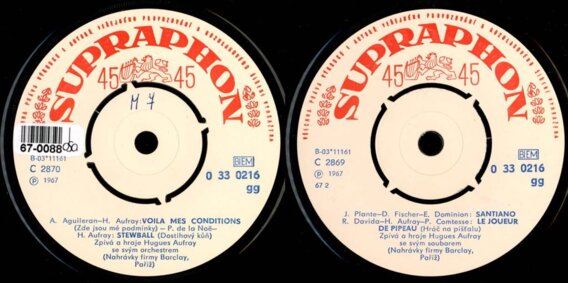 SUPRAPHON
45 45
M 7
67-0088
B-03*11161
C 2870
℗ 1967
BIEM
0 33 0216
gg
A. Aguileran-H. Aufray: VOILA MES CONDITIONS
(Zde jsou mé podmínky) - P. de la Noë-
H. Aufray: STEWBALL (Dostihový kůň)
Zpívá a hraje Hugues Aufray
se svým orchestrem
(Nahrávky firmy Barclay,
Paříž)
SUPRAPHON
45 45
B-03*11161
C 2869
℗ 1967
67 2
BIEM
0 33 0216
gg
J. Plante-D. Fischer-E. Dominian: SANTIANO
R. Davida-H. Aufray-P. Comtesse: LE JOUEUR
DE PIPEAU (Hráč na píšťalu)
Zpívá a hraje Hugues Aufray
se svým souborem
(Nahrávky firmy Barclay,
Paříž)